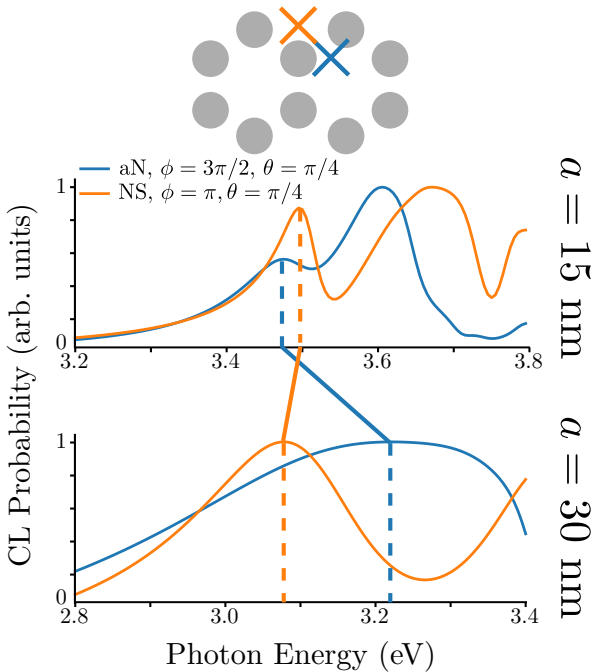 aN, ϕ = 3π/2, θ = π/4
NS, ϕ = π, θ = π/4
1
0
3.2 3.4 3.6 3.8
a = 15 nm
CL Probability (arb. units)
1
0
2.8 3.0 3.2 3.4
a = 30 nm
Photon Energy (eV)